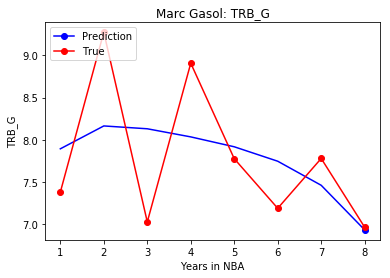 Marc Gasol: TRB_G
Prediction
True
TRB_G
9.0
8.5
8.0
7.5
7.0
1 2 3 4 5 6 7 8
Years in NBA